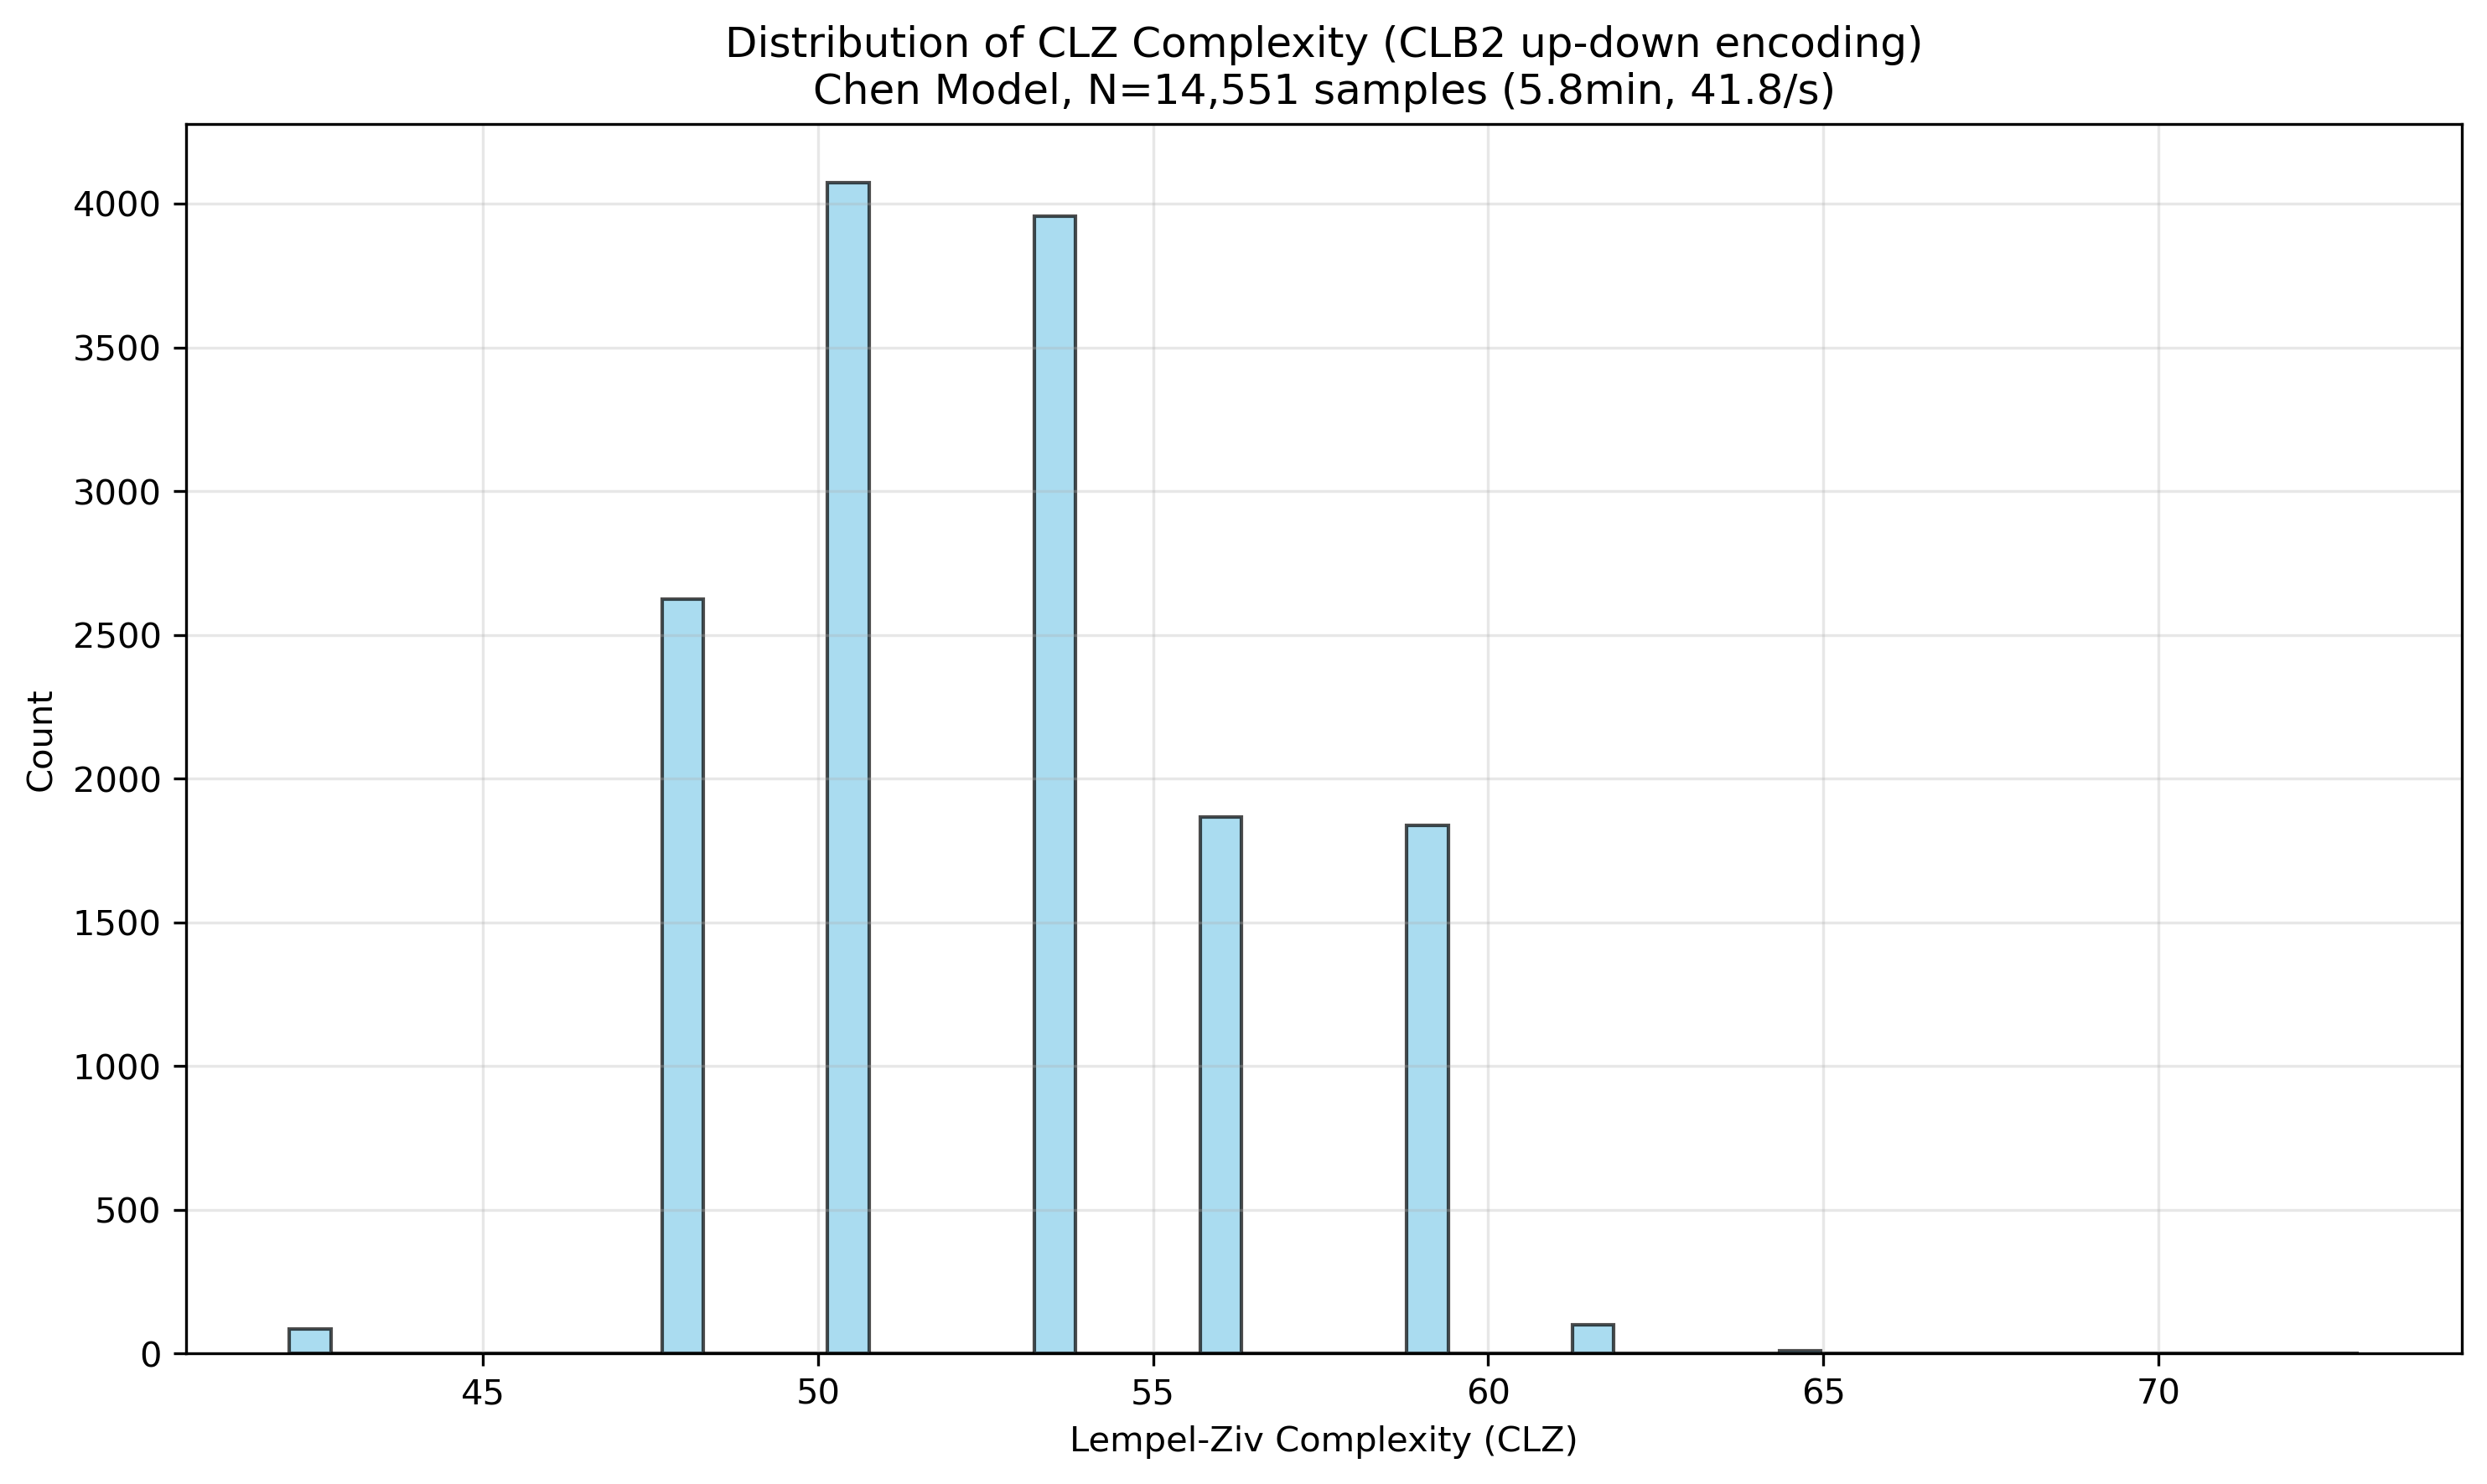 Distribution of CLZ Complexity (CLB2 up-down encoding)
Chen Model, N=14,551 samples (5.8min, 41.8/s)
4000
3500
3000
2500
2000
1500
1000
500
0
Count
45 50 55 60 65 70
Lempel-Ziv Complexity (CLZ)